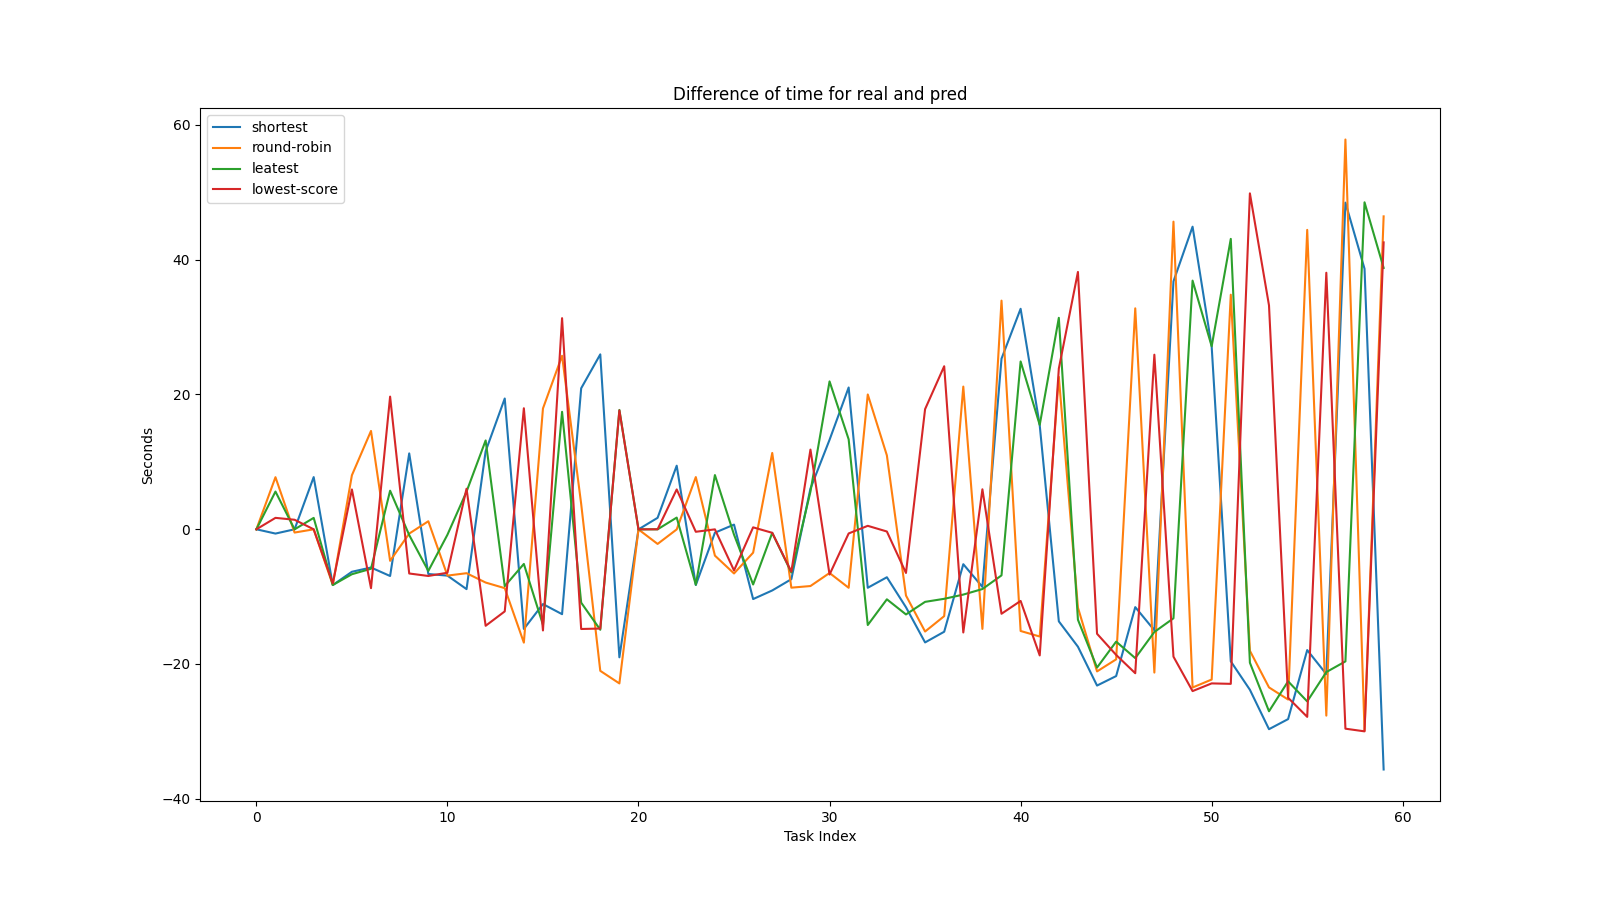 Difference of time for real and pred
shortest
round-robin
leatest
lowest-score
60
40
20
0
−20
−40
Seconds
0 10 20 30 40 50 60
Task Index